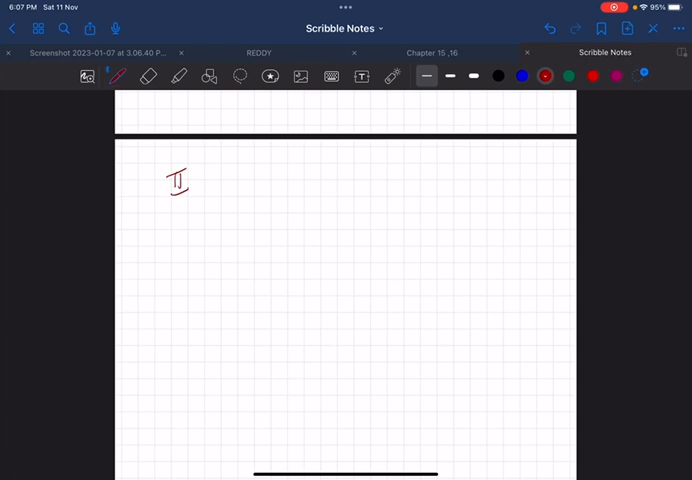 6:07 PM Sat 11 Nov
95%
Scribble Notes
Screenshot 2023-01-07 at 3.06.40 P...
REDDY
Chapter 15 ,16
Scribble Notes
T
II